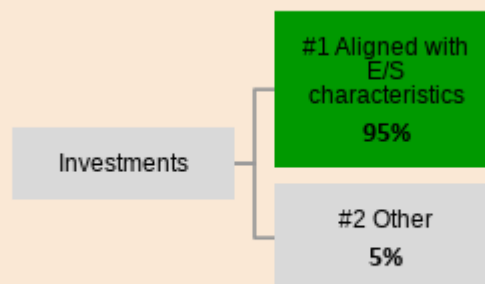 #1 Aligned with
E/S
characteristics
95%
Investments
#2 Other
5%